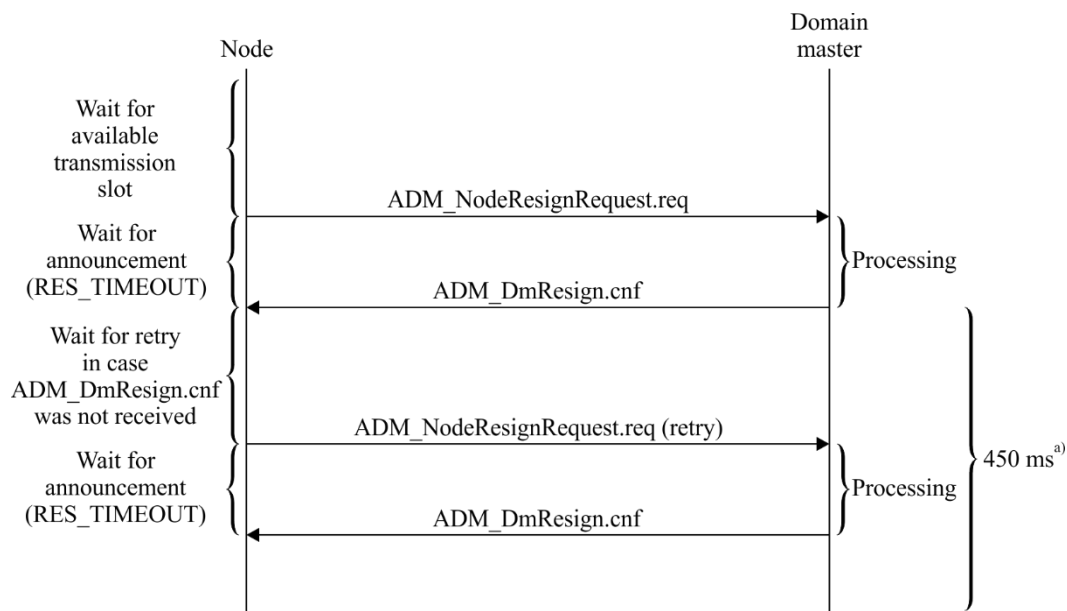 Node
Domain
master
Wait for
available
transmission
slot
ADM_NodeResignRequest.req
Wait for
announcement
(RES_TIMEOUT)
Processing
ADM_DmResign.cnf
Wait for retry
in case
ADM_DmResign.cnf
was not received
ADM_NodeResignRequest.req (retry)
450 ms a)
Wait for
announcement
(RES_TIMEOUT)
Processing
ADM_DmResign.cnf